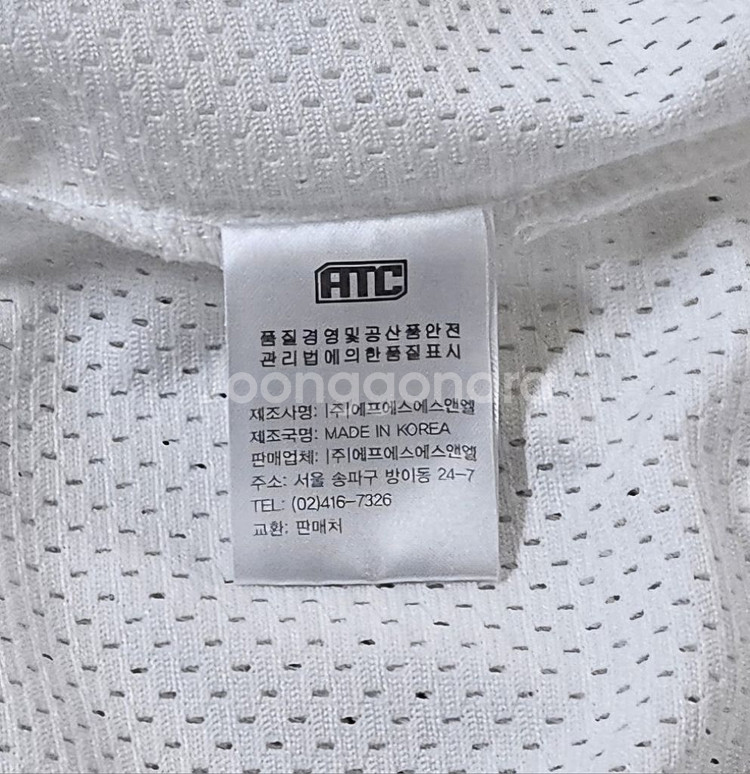 ATC
품질경영및공산품안전
관리법에의한품질표시
joonggonara
제조사명: (주)에프에스에스앤엘
제조국명: MADE IN KOREA
판매업체: (주)에프에스에스앤엘
주소: 서울 송파구 방이동 24-7
TEL: (02)416-7326
교환: 판매처